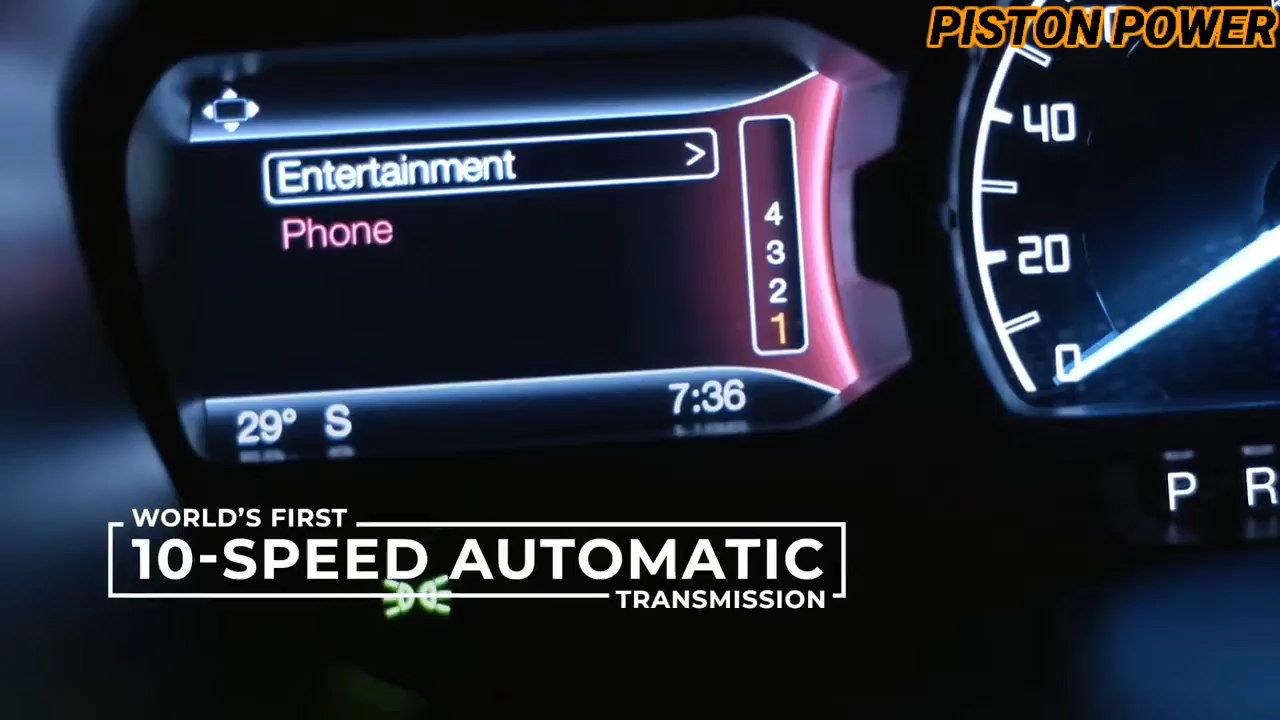 PISTON POWER
Entertainment >
Phone
4
3
2
1
29° S 7:36
40
20
0
P R
WORLD'S FIRST
10-SPEED AUTOMATIC
TRANSMISSION